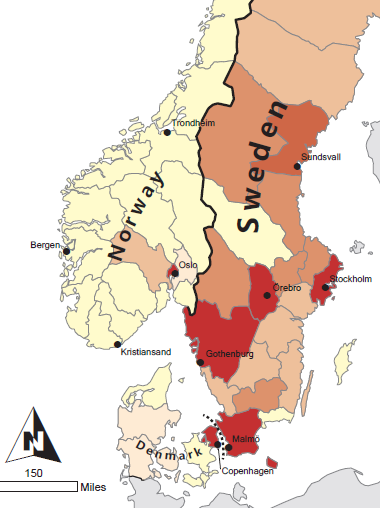 Trondheim
Sweden
Sundsvall
Norway
Bergen
Oslo
Stockholm
Örebro
Kristiansand
Gothenburg
N
Denmark
Malmö
Copenhagen
150
Miles